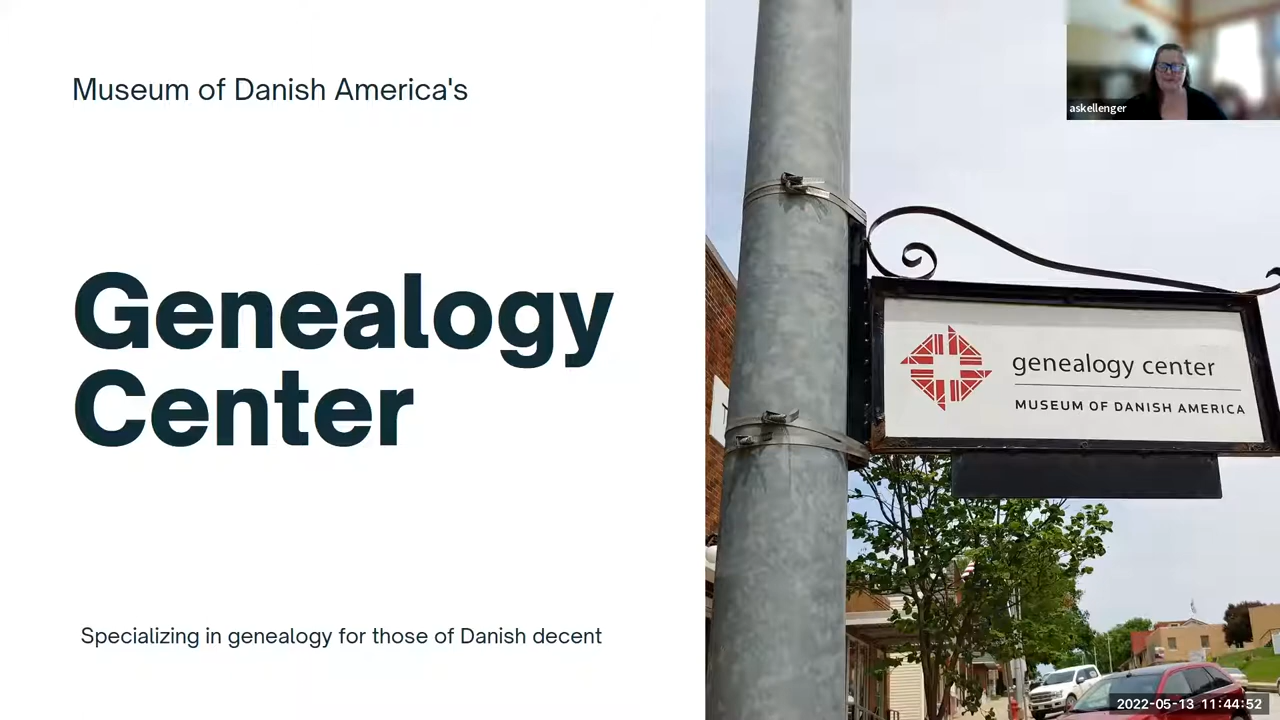 Museum of Danish America's
Genealogy
Center
Specializing in genealogy for those of Danish decent
askellenger
genealogy center
MUSEUM OF DANISH AMERICA
2022-05-13 11:44:52